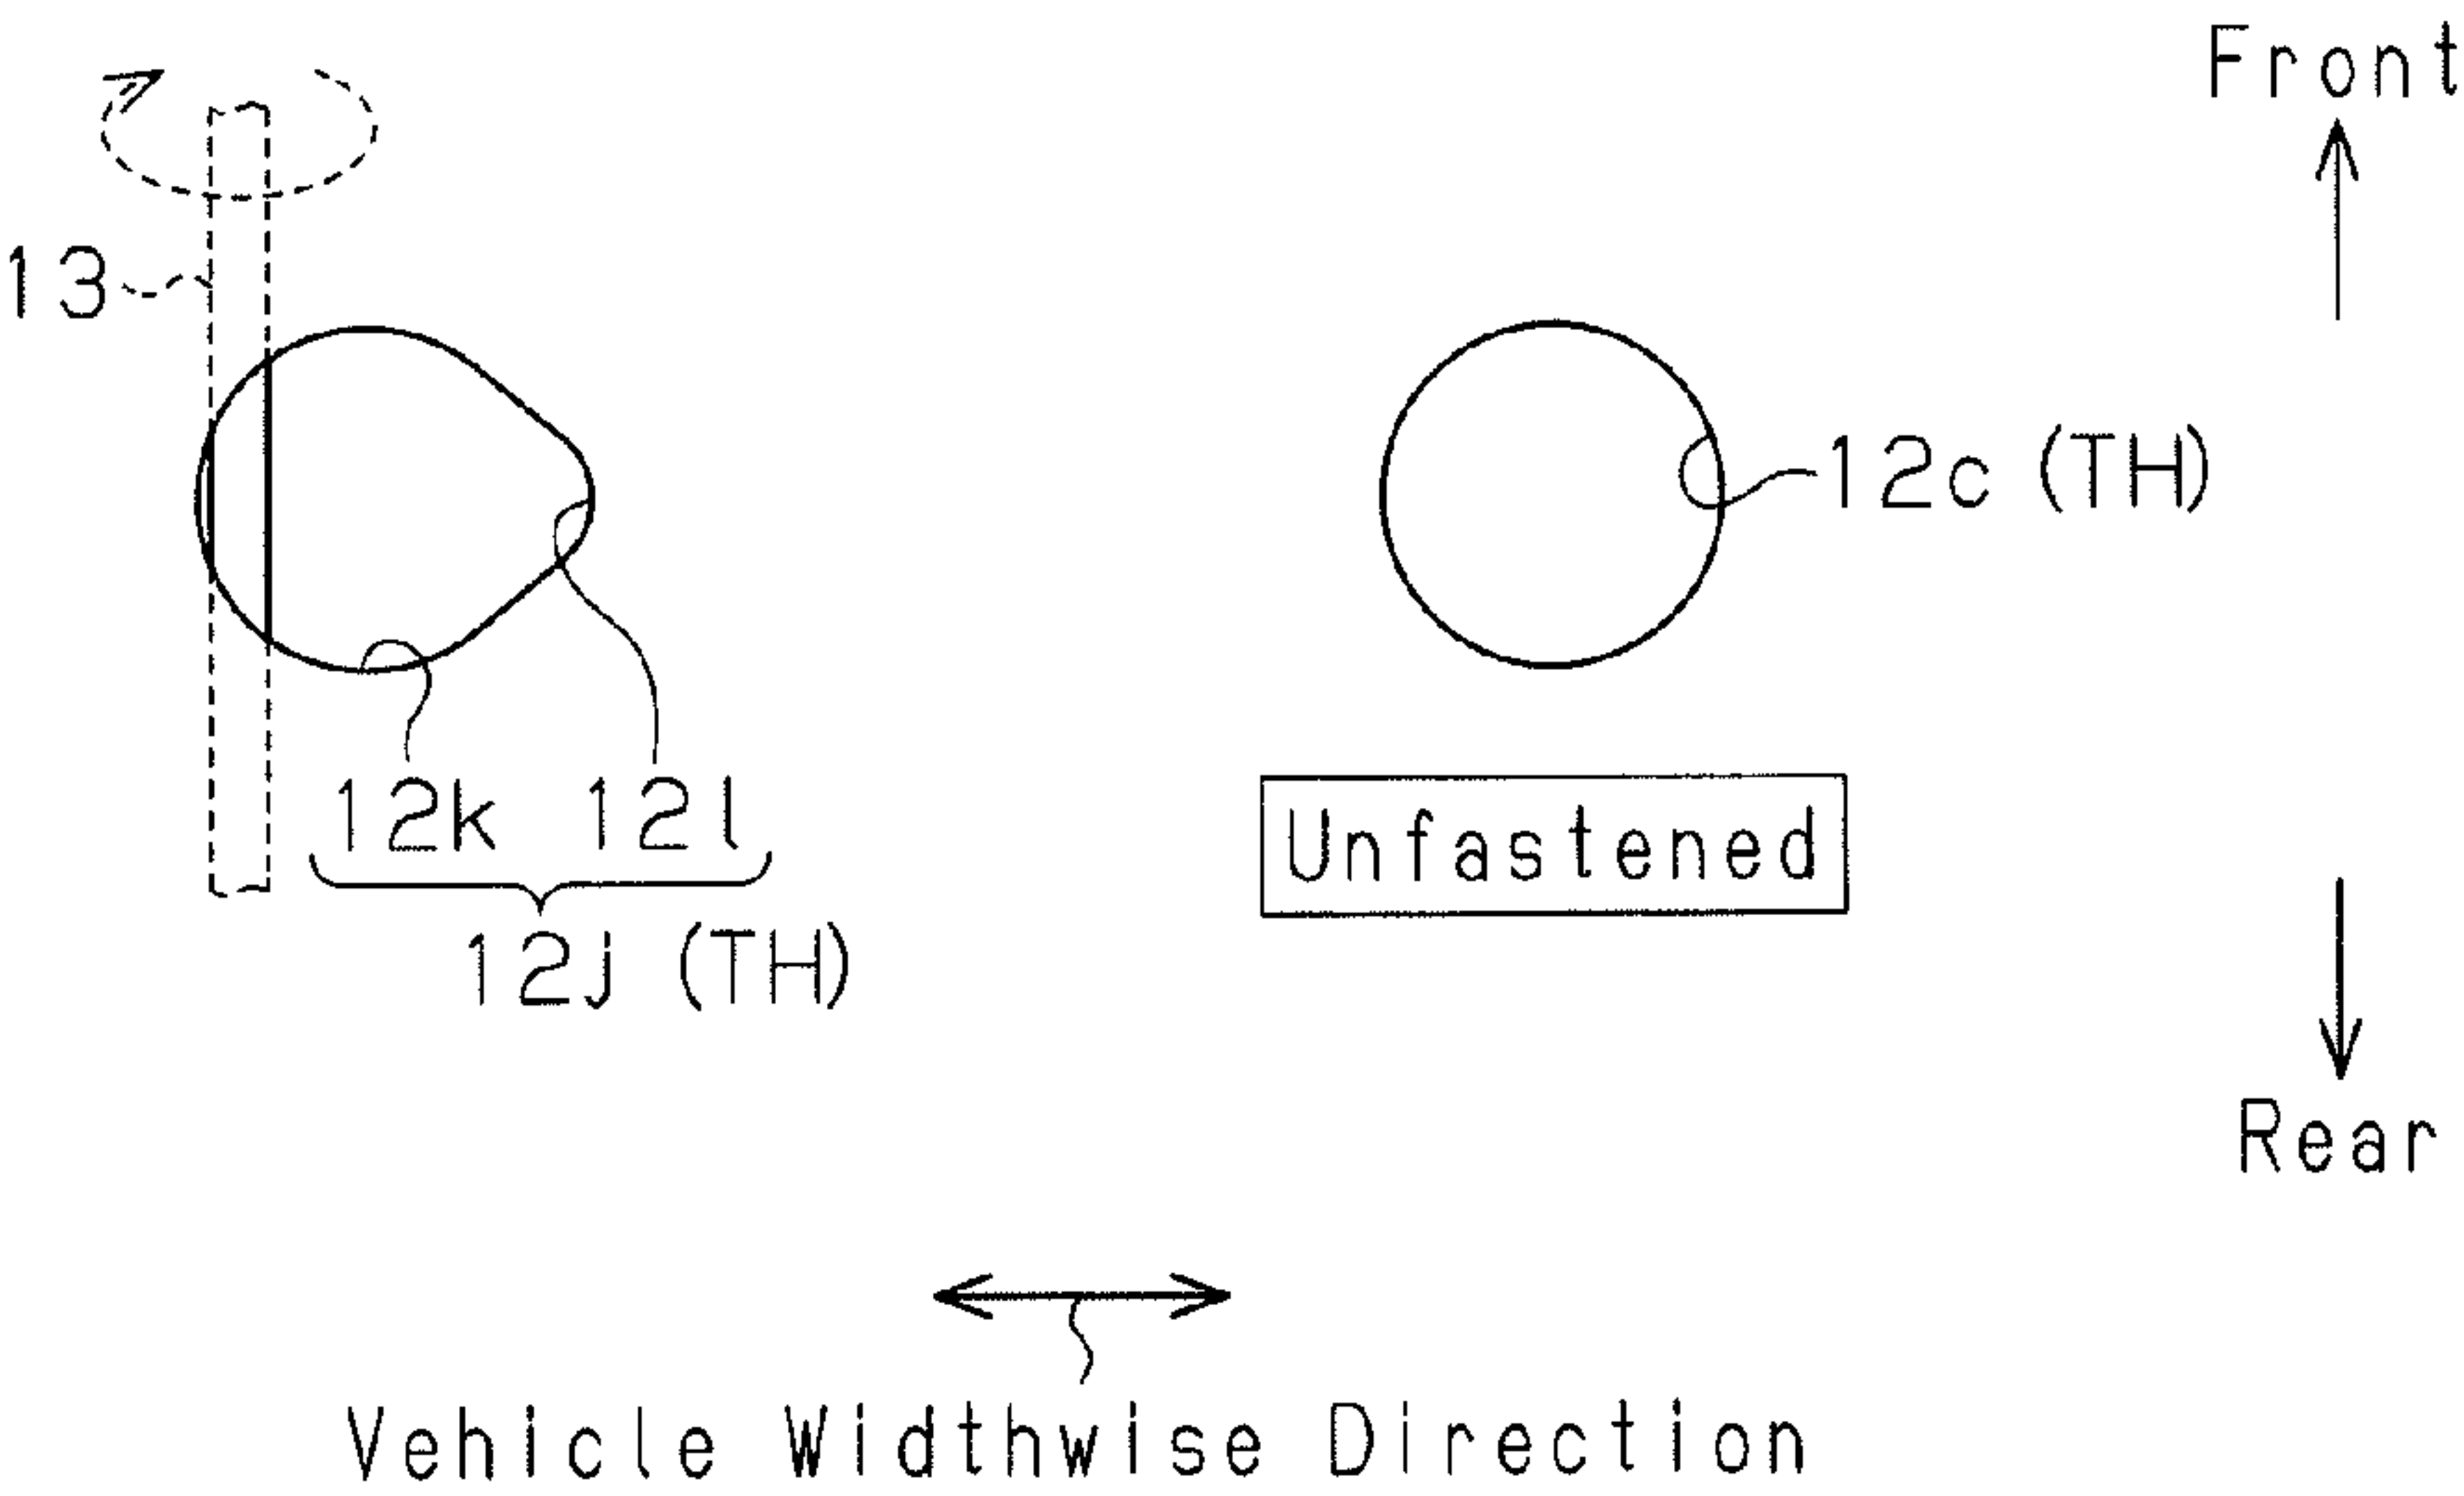 Front
13
12c (TH)
12k 12l
Unfastened
12j (TH)
Rear
Vehicle Widthwise Direction